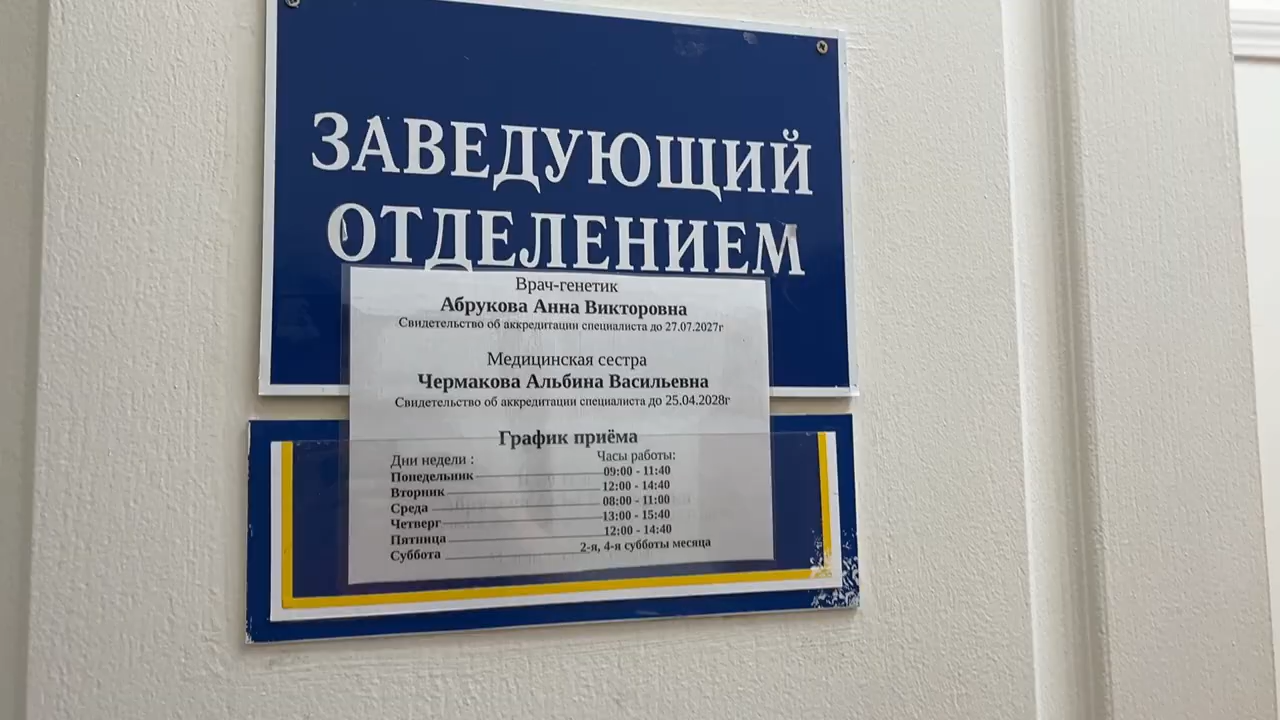 ЗАВЕДУЮЩИЙ
ОТДЕЛЕНИЕМ
Врач-генетик
Абрукова Анна Викторовна
Свидетельство об аккредитации специалиста до 27.07.2027г
Медицинская сестра
Чермакова Альбина Васильевна
Свидетельство об аккредитации специалиста до 25.04.2028г
График приёма
Дни недели : Часы работы:
Понедельник 09:00 - 11:40
Вторник 12:00 - 14:40
Среда 08:00 - 11:00
Четверг 13:00 - 15:40
Пятница 12:00 - 14:40
Суббота 2-я, 4-я субботы месяца